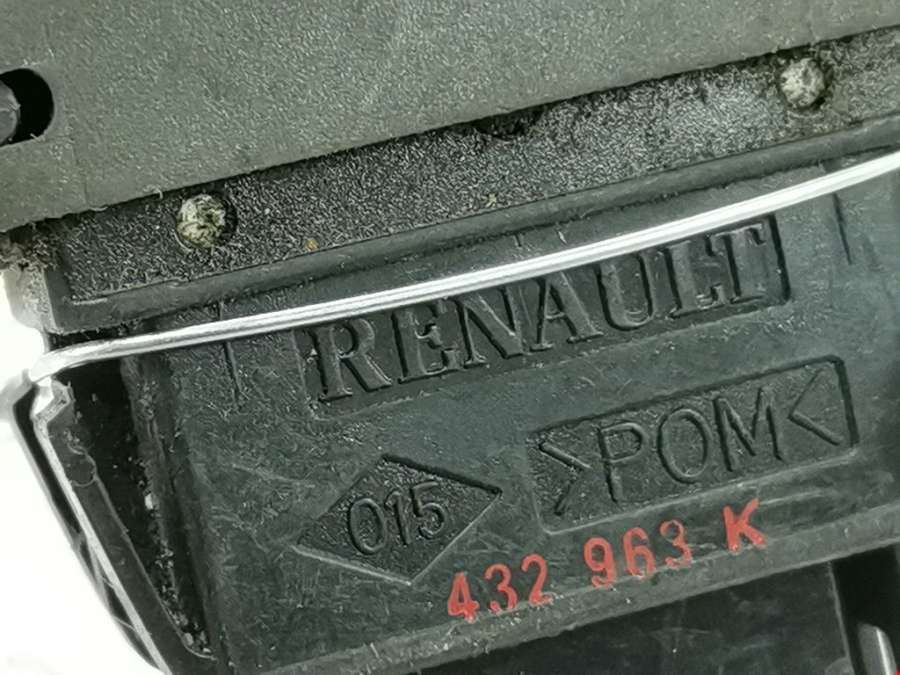 RENAULT
>POM<
015
432 963 K